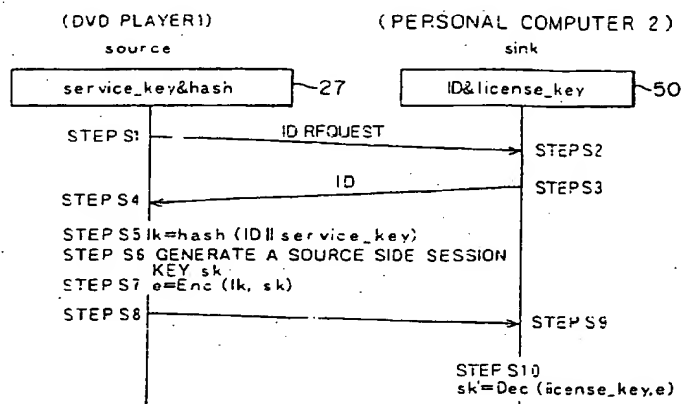 (DVD PLAYER1)
(PERSONAL COMPUTER 2)
source
sink
service_key&hash
27
ID&license_key
50
STEP S1
ID REQUEST
STEP S2
ID
STEP S3
STEP S4
STEP S5 lk=hash (ID||service_key)
STEP S6 GENERATE A SOURCE SIDE SESSION
KEY sk
STEP S7 e=Enc (lk, sk)
STEP S8
STEP S9
STEP S10
sk'=Dec (license_key,e)